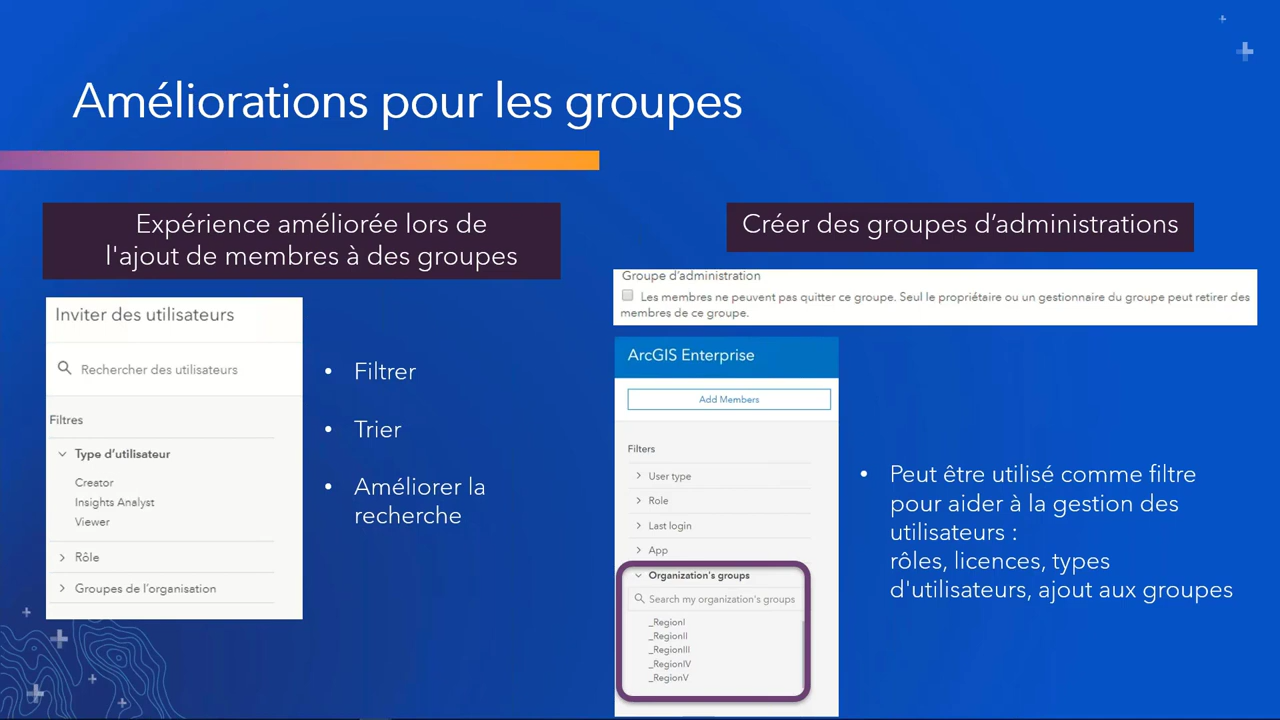 Améliorations pour les groupes
Expérience améliorée lors de
l'ajout de membres à des groupes
Inviter des utilisateurs
Rechercher des utilisateurs
Filtres
Type d'utilisateur
Creator
Insights Analyst
Viewer
Rôle
Groupes de l'organisation
• Filtrer
• Trier
• Améliorer la
recherche
Créer des groupes d'administrations
Groupe d'administration
Les membres ne peuvent pas quitter ce groupe. Seul le propriétaire ou un gestionnaire du groupe peut retirer des
membres de ce groupe.
ArcGIS Enterprise
Add Members
Filters
User type
Role
Last login
App
Organization's groups
Search my organization's groups
_RegionI
_RegionII
_RegionIII
_RegionIV
_RegionV
• Peut être utilisé comme filtre
pour aider à la gestion des
utilisateurs :
rôles, licences, types
d'utilisateurs, ajout aux groupes